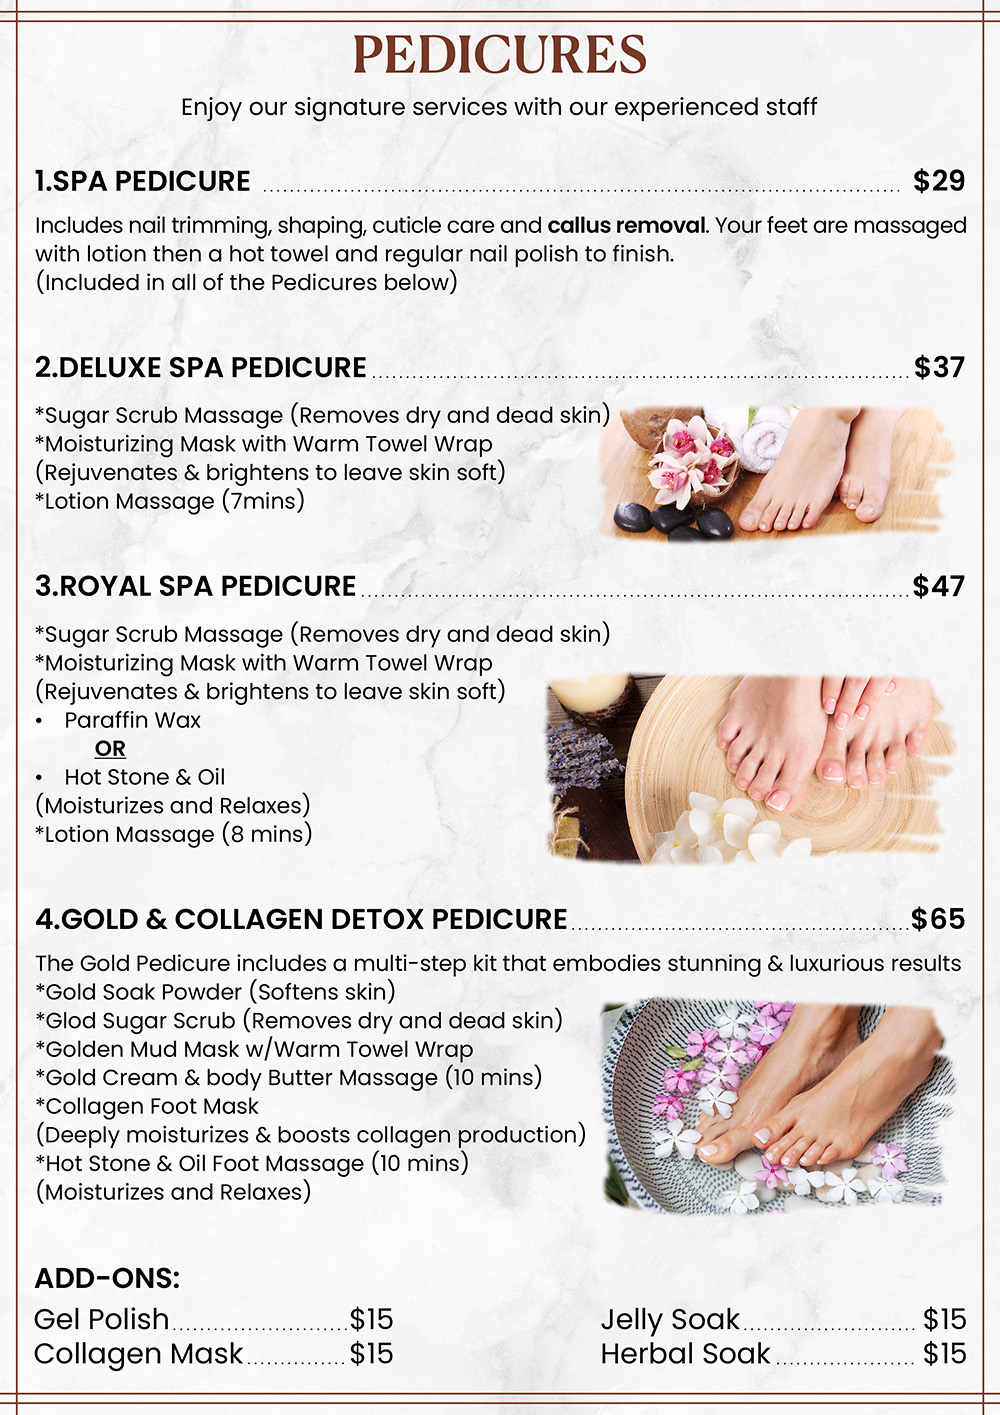 PEDICURES
Enjoy our signature services with our experienced staff
1.SPA PEDICURE ........................................ $29
Includes nail trimming, shaping, cuticle care and callus removal. Your feet are massaged
with lotion then a hot towel and regular nail polish to finish.
(Included in all of the Pedicures below)
2.DELUXE SPA PEDICURE ........................................ $37
*Sugar Scrub Massage (Removes dry and dead skin)
*Moisturizing Mask with Warm Towel Wrap
(Rejuvenates & brightens to leave skin soft)
*Lotion Massage (7mins)
3.ROYAL SPA PEDICURE ........................................ $47
*Sugar Scrub Massage (Removes dry and dead skin)
*Moisturizing Mask with Warm Towel Wrap
(Rejuvenates & brightens to leave skin soft)
• Paraffin Wax
OR
• Hot Stone & Oil
(Moisturizes and Relaxes)
*Lotion Massage (8 mins)
4.GOLD & COLLAGEN DETOX PEDICURE ........................................ $65
The Gold Pedicure includes a multi-step kit that embodies stunning & luxurious results
*Gold Soak Powder (Softens skin)
*Glod Sugar Scrub (Removes dry and dead skin)
*Golden Mud Mask w/Warm Towel Wrap
*Gold Cream & body Butter Massage (10 mins)
*Collagen Foot Mask
(Deeply moisturizes & boosts collagen production)
*Hot Stone & Oil Foot Massage (10 mins)
(Moisturizes and Relaxes)
ADD-ONS:
Gel Polish .................... $15
Collagen Mask .................... $15
Jelly Soak .................... $15
Herbal Soak .................... $15